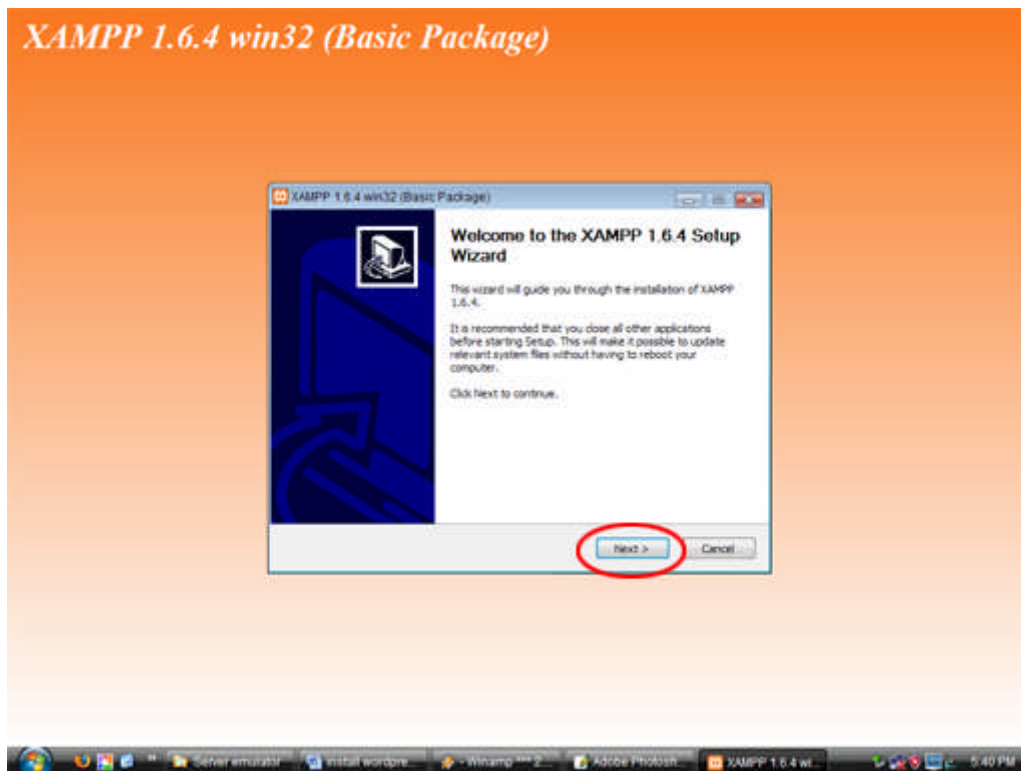 XAMPP 1.6.4 win32 (Basic Package)
XAMPP 1.6.4 win32 (Basic Package)
Welcome to the XAMPP 1.6.4 Setup
Wizard
This wizard will guide you through the installation of XAMPP
1.6.4.
It is recommended that you close all other applications
before starting Setup. This will make it possible to update
relevant system files without having to reboot your
computer.
Click Next to continue.
Next >
Cancel
Server emulator
install wordpre...
- Winamp *** 2...
Adobe Photosh...
XAMPP 1.6.4 wi...
5:40 PM